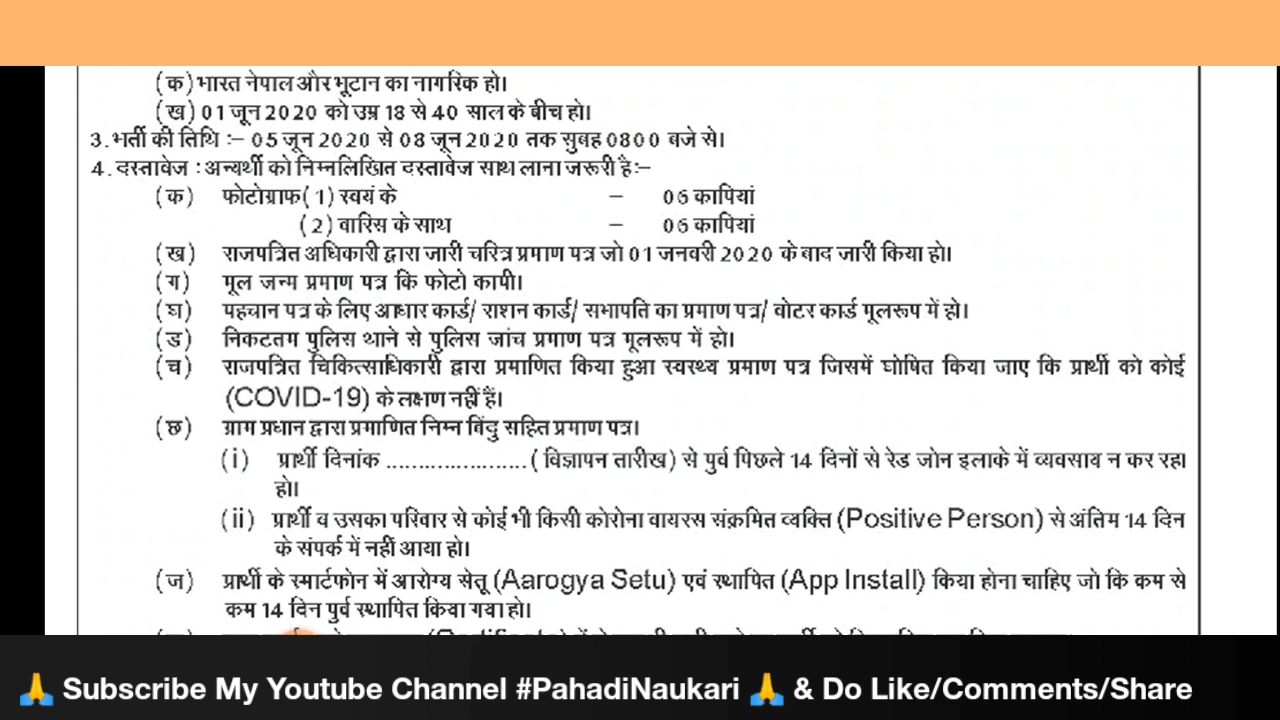 (क) भारत नेपाल और भूटान का नागरिक हो।
(ख) 01 जून 2020 को उम्र 18 से 40 साल के बीच हो।
3. भर्ती की तिथि :– 05 जून 2020 से 08 जून 2020 तक सुबह 0800 बजे से।
4. दस्तावेज : अन्यर्थी को निम्नलिखित दस्तावेज साथ लाना जरूरी है:–
(क) फोटोग्राफ (1) स्वयं के – 06 कापियां
(2) वारिस के साथ – 06 कापियां
(ख) राजपत्रित अधिकारी द्वारा जारी चरित्र प्रमाण पत्र जो 01 जनवरी 2020 के बाद जारी किया हो।
(ग) मूल जन्म प्रमाण पत्र कि फोटो कापी।
(घ) पहचान पत्र के लिए आधार कार्ड/ राशन कार्ड/ सभापति का प्रमाण पत्र/ वोटर कार्ड मूलरूप में हो।
(ड) निकटतम पुलिस थाने से पुलिस जांच प्रमाण पत्र मूलरूप में हो।
(च) राजपत्रित चिकित्साधिकारी द्वारा प्रमाणित किया हुआ स्वस्थ्य प्रमाण पत्र जिसमें घोषित किया जाए कि प्रार्थी को कोई
(COVID-19) के लक्षण नहीं हैं।
(छ) ग्राम प्रधान द्वारा प्रमाणित निम्न बिंदु सहित प्रमाण पत्र।
(i) प्रार्थी दिनांक ...................... ( विज्ञापन तारीख) से पुर्व पिछले 14 दिनों से रेड जोन इलाके में व्यवसाय न कर रहा
हो।
(ii) प्रार्थी व उसका परिवार से कोई भी किसी कोरोना वायरस संक्रमित व्यक्ति (Positive Person) से अंतिम 14 दिन
के संपर्क में नहीं आया हो।
(ज) प्रार्थी के स्मार्टफोन में आरोग्य सेतू (Aarogya Setu) एवं स्थापित (App Install) किया होना चाहिए जो कि कम से
कम 14 दिन पुर्व स्थापित किया गया हो।
🙏 Subscribe My Youtube Channel #PahadiNaukari 🙏 & Do Like/Comments/Share